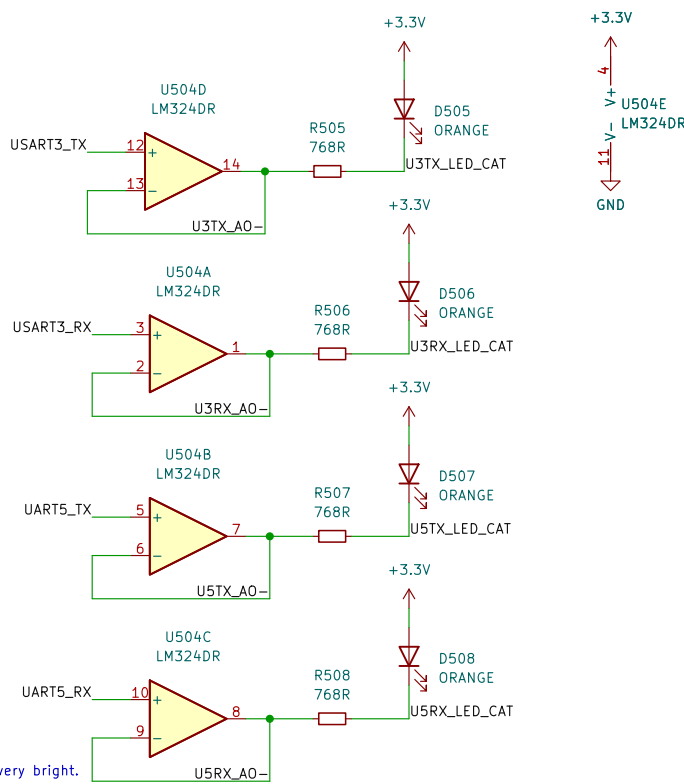 +3.3V
+3.3V
U504D
LM324DR
USART3_TX
12
+
13
−
14
R505
768R
D505
ORANGE
U3TX_LED_CAT
U3TX_AO-
4
V+
V-
11
U504E
LM324DR
GND
+3.3V
U504A
LM324DR
USART3_RX
3
+
2
−
1
R506
768R
D506
ORANGE
U3RX_LED_CAT
U3RX_AO-
+3.3V
U504B
LM324DR
UART5_TX
5
+
6
−
7
R507
768R
D507
ORANGE
U5TX_LED_CAT
U5TX_AO-
+3.3V
U504C
LM324DR
UART5_RX
10
+
9
−
8
R508
768R
D508
ORANGE
U5RX_LED_CAT
U5RX_AO-
very bright.